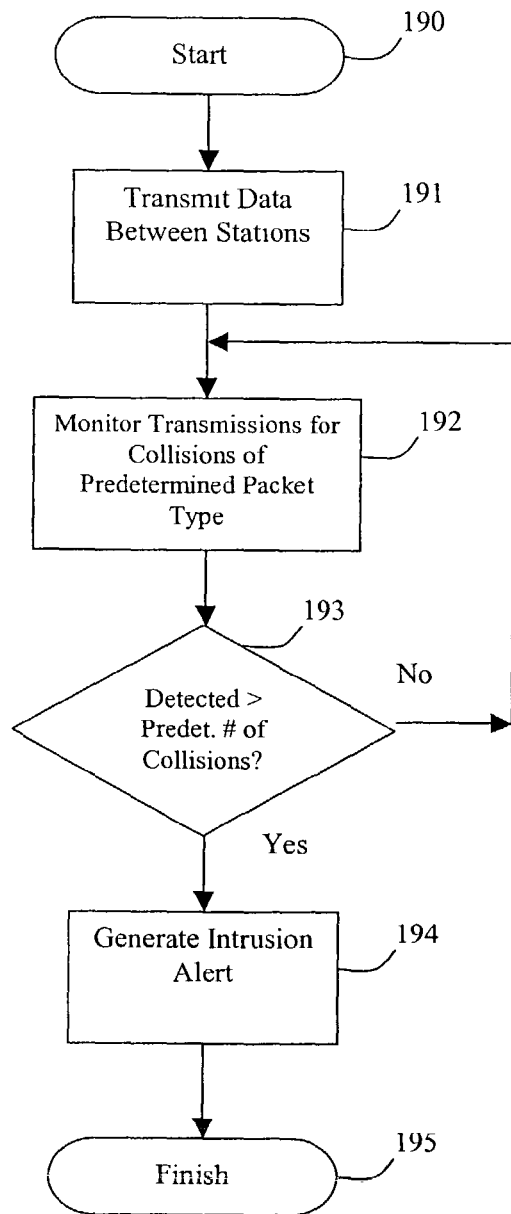 190
Start
191
Transmit Data
Between Stations
192
Monitor Transmissions for
Collisions of
Predetermined Packet
Type
193
Detected >
Predet. # of
Collisions?
No
Yes
Generate Intrusion
Alert
194
195
Finish